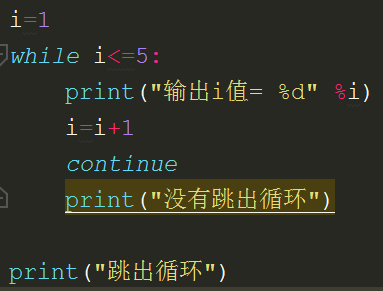 i=1
while i<=5:
    print("输出i值= %d" %i)
    i=i+1
    continue
    print("没有跳出循环")
print("跳出循环")